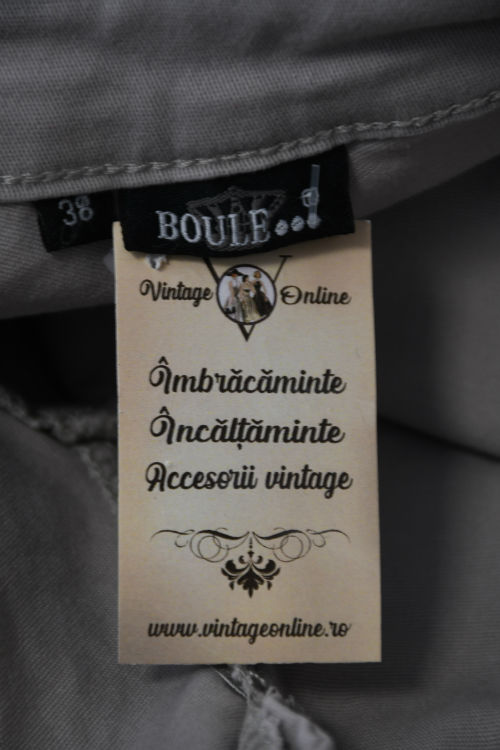 38
BOULE..!
Vintage Online
Îmbrăcăminte
Încălțăminte
Accesorii vintage
www.vintageonline.ro